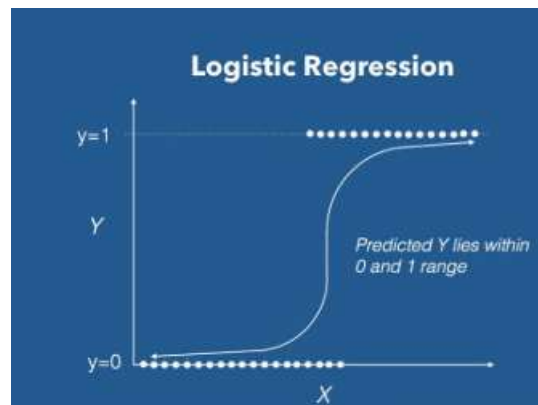 Logistic Regression
y=1
Y
Predicted Y lies within
0 and 1 range
y=0
X